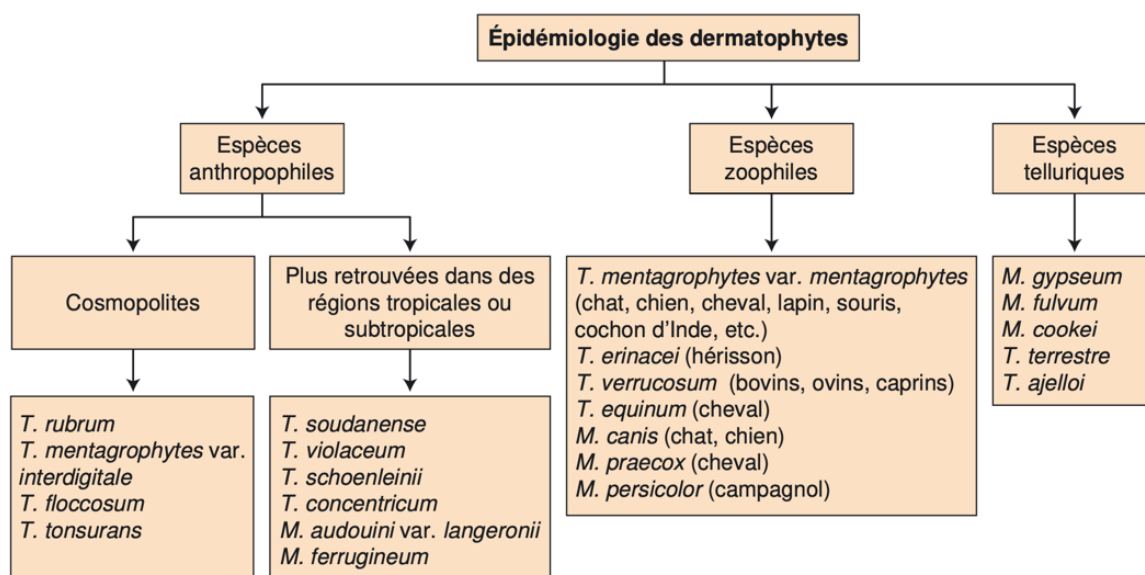 Épidémiologie des dermatophytes
Espèces
anthropophiles
Espèces
zoophiles
Espèces
telluriques
Cosmopolites
Plus retrouvées dans des
régions tropicales ou
subtropicales
T. mentagrophytes var. mentagrophytes
(chat, chien, cheval, lapin, souris,
cochon d'Inde, etc.)
T. erinacei (hérisson)
T. verrucosum (bovins, ovins, caprins)
T. equinum (cheval)
M. canis (chat, chien)
M. praecox (cheval)
M. persicolor (campagnol)
M. gypseum
M. fulvum
M. cookei
T. terrestre
T. ajelloi
T. rubrum
T. mentagrophytes var.
interdigitale
T. floccosum
T. tonsurans
T. soudanense
T. violaceum
T. schoenleinii
T. concentricum
M. audouini var. langeronii
M. ferrugineum